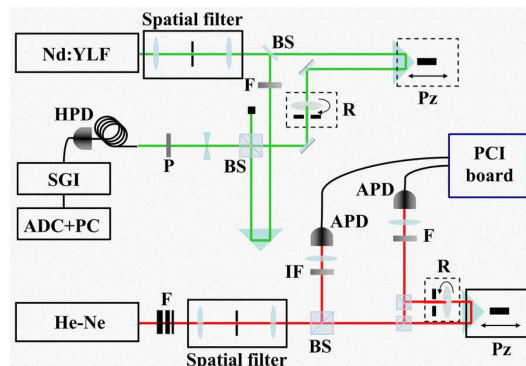 Spatial filter
Nd:YLF
BS
F
Pz
HPD
R
SGI
P
BS
PCI
board
ADC+PC
APD
APD
F
IF
R
He-Ne
F
BS
Pz
Spatial filter